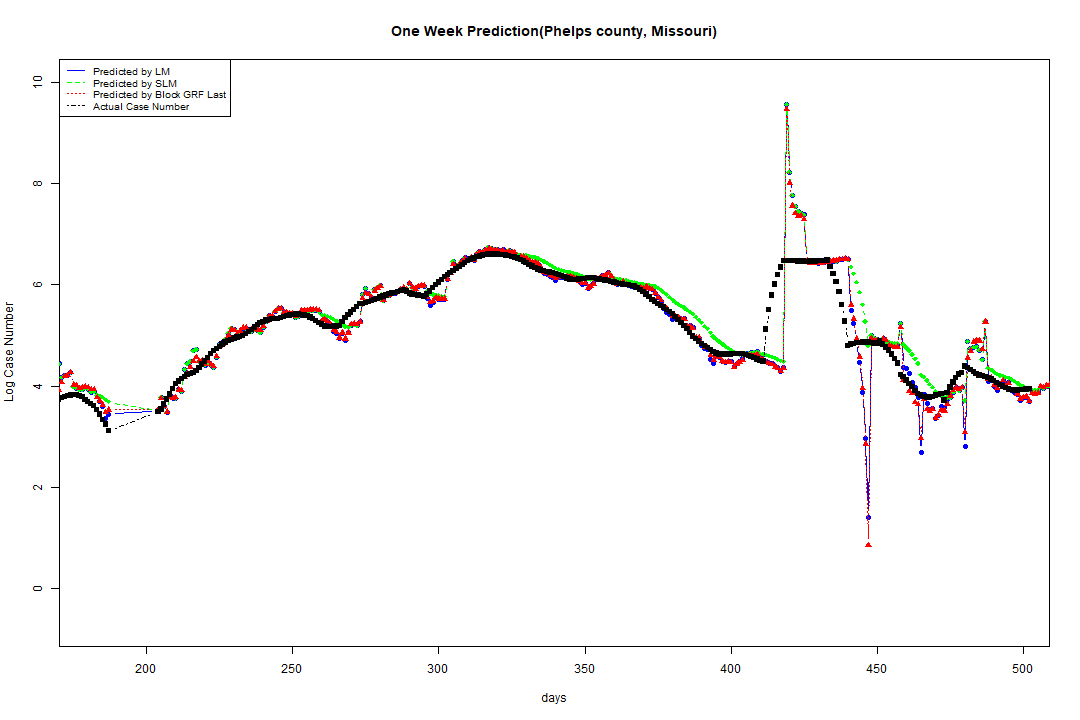 One Week Prediction(Phelps county, Missouri)
Predicted by LM
Predicted by SLM
Predicted by Block GRF Last
Actual Case Number
Log Case Number
10
8
6
4
2
0
200 250 300 350 400 450 500
days